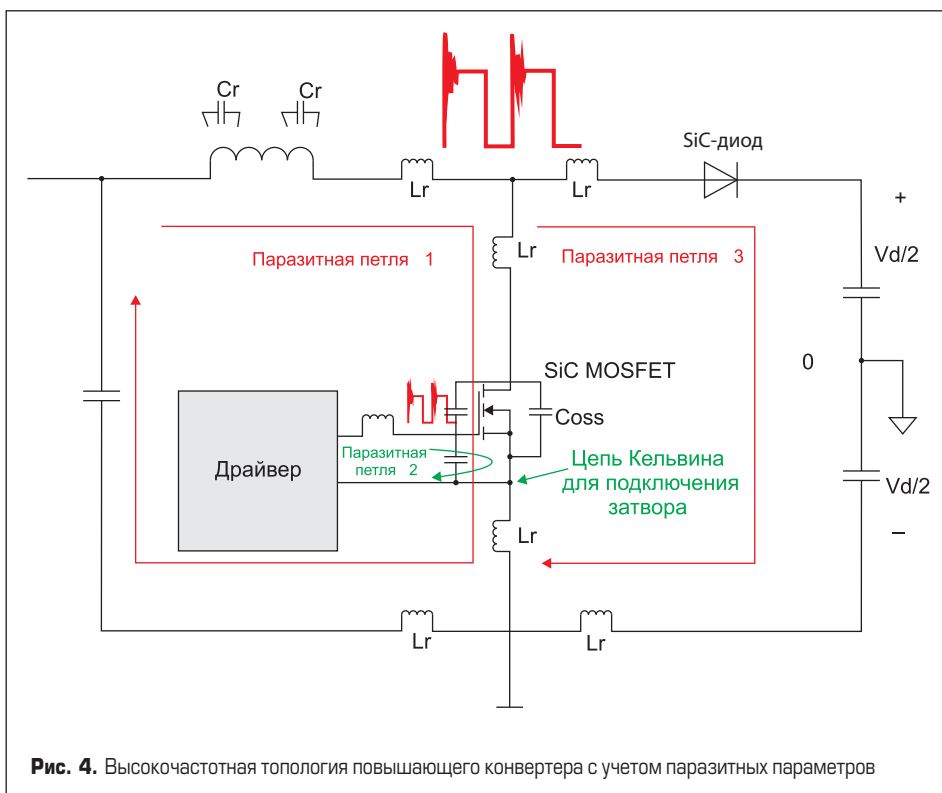 Cr
Cr
SiC-диод
Lr
Lr
+
Lr
Паразитная петля 1
Паразитная петля 3
Vd/2
SiC MOSFET
0
Coss
Драйвер
Паразитная
петля 2
Цепь Кельвина
для подключения
затвора
Vd/2
Lr
–
Lr
Lr
Рис. 4. Высокочастотная топология повышающего конвертера с учетом паразитных параметров